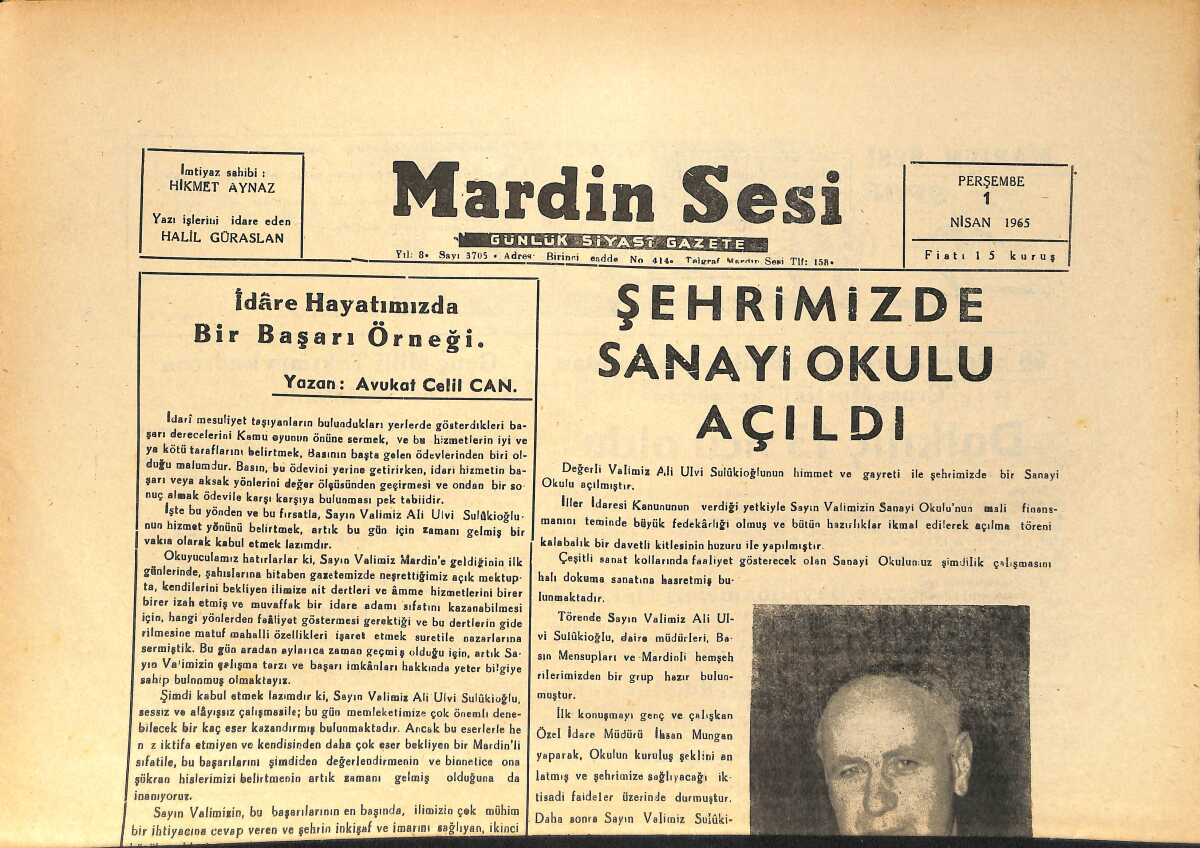 İmtiyaz sahibi :
HİKMET AYNAZ
Yazı işlerini idare eden
HALİL GÜRASLAN
Mardin Sesi
GÜNLÜK SİYASÎ GAZETE
Yıl: 8• Sayı 3705 • Adres: Birinci cadde No 414• Telgraf Mardin Sesi Tlf: 158•
PERŞEMBE
1
NİSAN 1965
Fiatı 15 kuruş
İdâre Hayatımızda
Bir Başarı Örneği.
Yazan: Avukat Celil CAN.
İdarî mesuliyet taşıyanların bulundukları yerlerde gösterdikleri ba-
şarı derecelerini Kamu oyunun önüne sermek, ve bu hizmetlerin iyi ve
ya kötü taraflarını belirtmek, Basının başta gelen ödevlerinden biri ol-
duğu malumdur. Basın, bu ödevini yerine getirirken, idari hizmetin ba-
şarı veya aksak yönlerini değer ölçüsünden geçirmesi ve ondan bir so-
nuç almak ödevile karşı karşıya bulunması pek tabiidir.
İşte bu yönden ve bu fırsatla, Sayın Valimiz Ali Ulvi Sulûkioğlu-
nun hizmet yönünü belirtmek, artık bu gün için zamanı gelmiş bir
vakıa olarak kabul etmek lazımdır.
Okuyucularımız hatırlarlar ki, Sayın Valimiz Mardin'e geldiğinin ilk
günlerinde, şahıslarına hitaben gazetemizde neşrettiğimiz açık mektup-
ta, kendilerini bekliyen ilimize ait dertleri ve âmme hizmetlerini birer
birer izah etmiş ve muvaffak bir idare adamı sıfatını kazanabilmesi
için, hangi yönlerden faâliyet göstermesi gerektiği ve bu dertlerin gide
rilmesine matuf mahalli özellikleri işaret etmek suretile nazarlarına
sermiştik. Bu gün aradan aylarca zaman geçmiş olduğu için, artık Sa-
yın Valimizin çalışma tarzı ve başarı imkânları hakkında yeter bilgiye
sahip bulunmuş olmaktayız.
Şimdi kabul etmek lazımdır ki, Sayın Valimiz Ali Ulvi Sulûkioğlu,
sessiz ve alâyişsiz çalışmasile; bu gün memleketimize çok önemli dene-
bilecek bir kaç eser kazandırmış bulunmaktadır. Ancak bu eserlerle he
n z iktifa etmiyen ve kendisinden daha çok eser bekliyen bir Mardin'li
sıfatile, bu başarılarını şimdiden değerlendirmenin ve binnetice ona
şükran hislerimizi belirtmenin artık zamanı gelmiş olduğuna da
inanıyoruz.
Sayın Valimizin, bu başarılarının en başında, ilimizin çok mühim
bir ihtiyacına cevap veren ve şehrin inkişaf ve imarını sağlıyan, ikinci
ŞEHRİMİZDE
SANAYİ OKULU
AÇILDI
Değerli Valimiz Ali Ulvi Sulûkioğlunun himmet ve gayreti ile şehrimizde bir Sanayi
Okulu açılmıştır.
İller İdaresi Kanununun verdiği yetkiyle Sayın Valimizin Sanayi Okulu'nun mali finans-
manını teminde büyük fedekârlığı olmuş ve bütün hazırlıklar ikmal edilerek açılma töreni
kalabalık bir davetli kitlesinin huzuru ile yapılmıştır.
Çeşitli sanat kollarında faaliyet gösterecek olan Sanayi Okulumuz şimdilik çalışmasını
halı dokuma sanatına hasretmiş bu-
lunmaktadır.
Törende Sayın Valimiz Ali Ul-
vi Sulûkioğlu, daire müdürleri, Ba-
sın Mensupları ve Mardinli hemşeh
rilerimizden bir grup hazır bulun-
muştur.
İlk konuşmayı genç ve çalışkan
Özel İdare Müdürü İhsan Mungan
yaparak, Okulun kuruluş şeklini an
latmış ve şehrimize sağlıyacağı ik-
tisadi faideler üzerinde durmuştur.
Daha sonra Sayın Valimiz Sulûki-